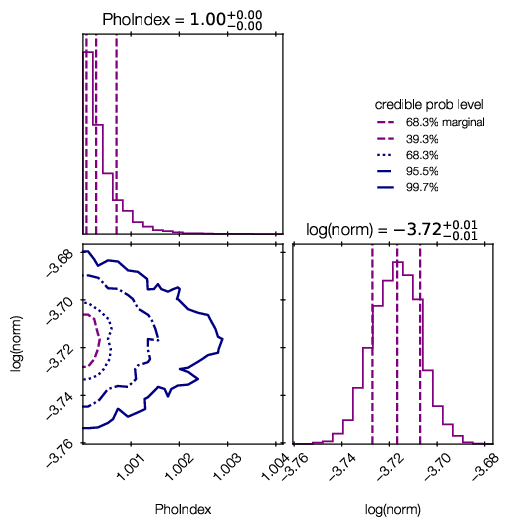 PhoIndex = 1.00+0.00−0.00
credible prob level
68.3% marginal
39.3%
68.3%
95.5%
99.7%
log(norm) = −3.72+0.01−0.01
−3.68
−3.70
−3.72
−3.74
−3.76
log(norm)
1.001
1.002
1.003
1.004
PhoIndex
−3.76
−3.74
−3.72
−3.70
−3.68
log(norm)